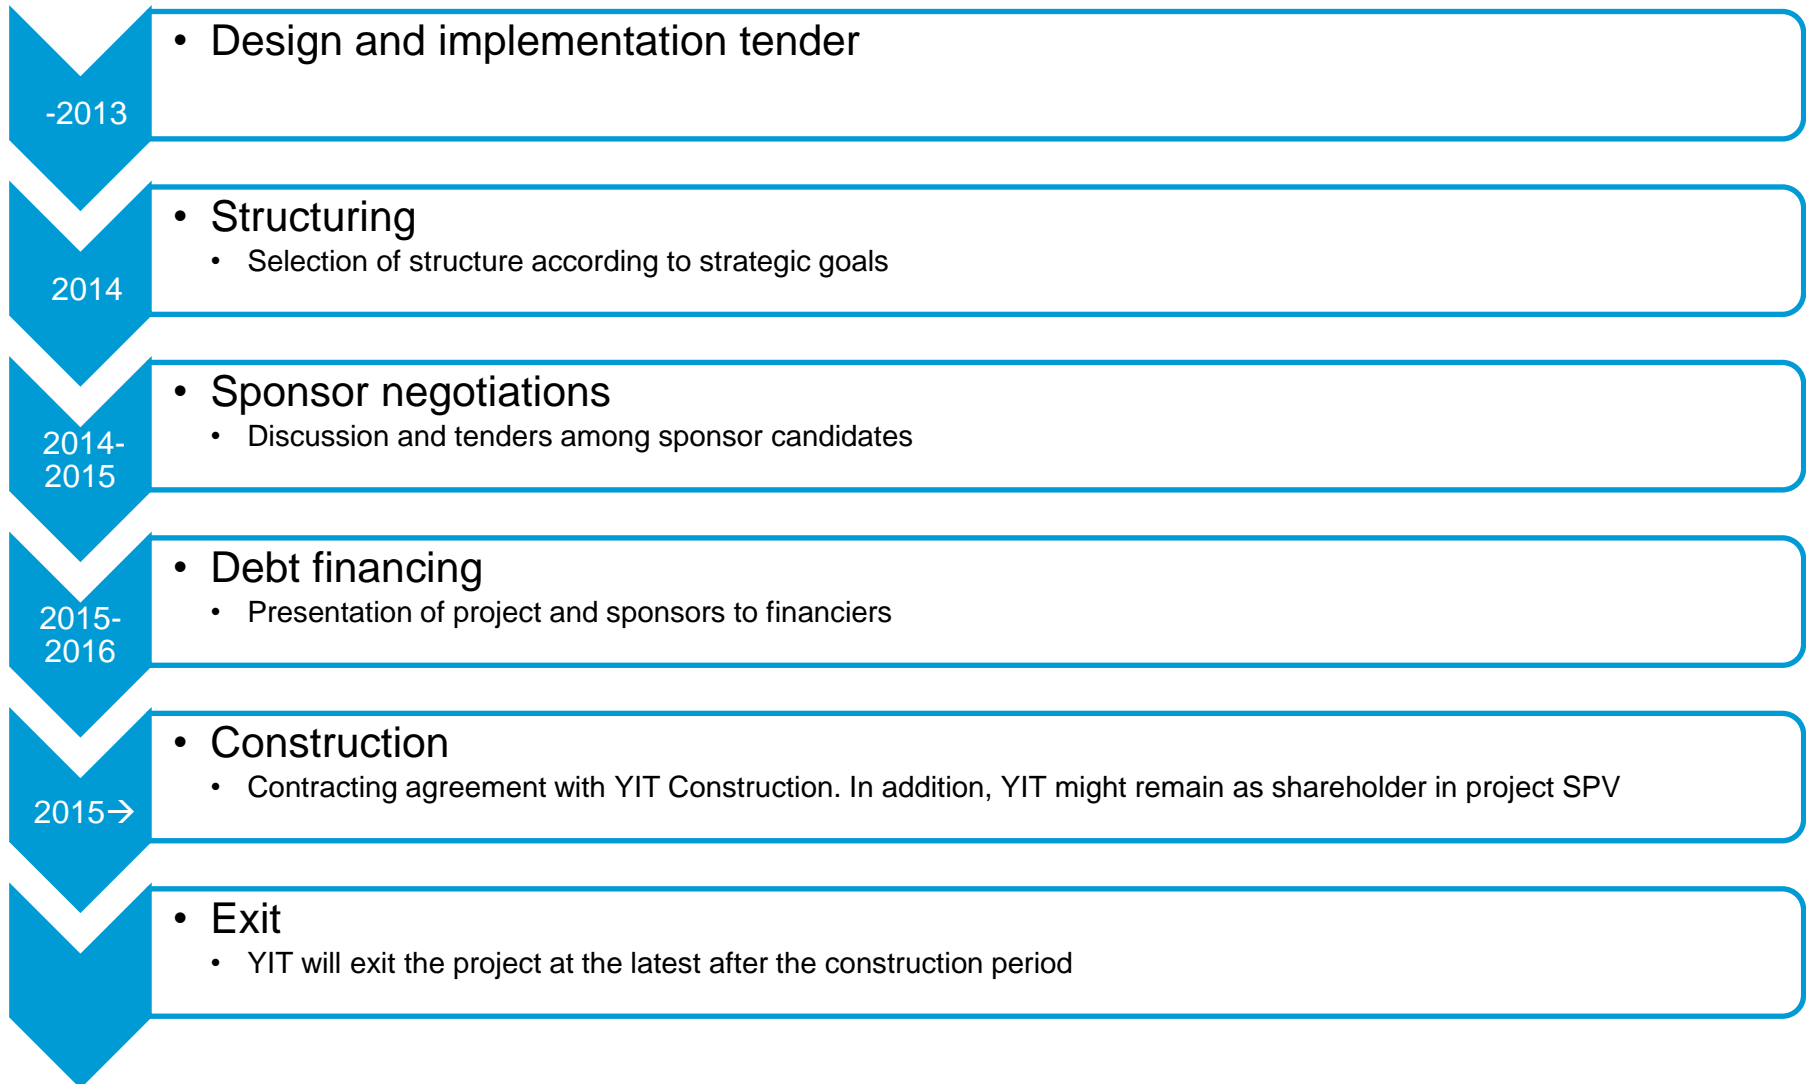 -2013
• Design and implementation tender
2014
• Structuring
• Selection of structure according to strategic goals
2014-
2015
• Sponsor negotiations
• Discussion and tenders among sponsor candidates
2015-
2016
• Debt financing
• Presentation of project and sponsors to financiers
2015→
• Construction
• Contracting agreement with YIT Construction. In addition, YIT might remain as shareholder in project SPV
• Exit
• YIT will exit the project at the latest after the construction period